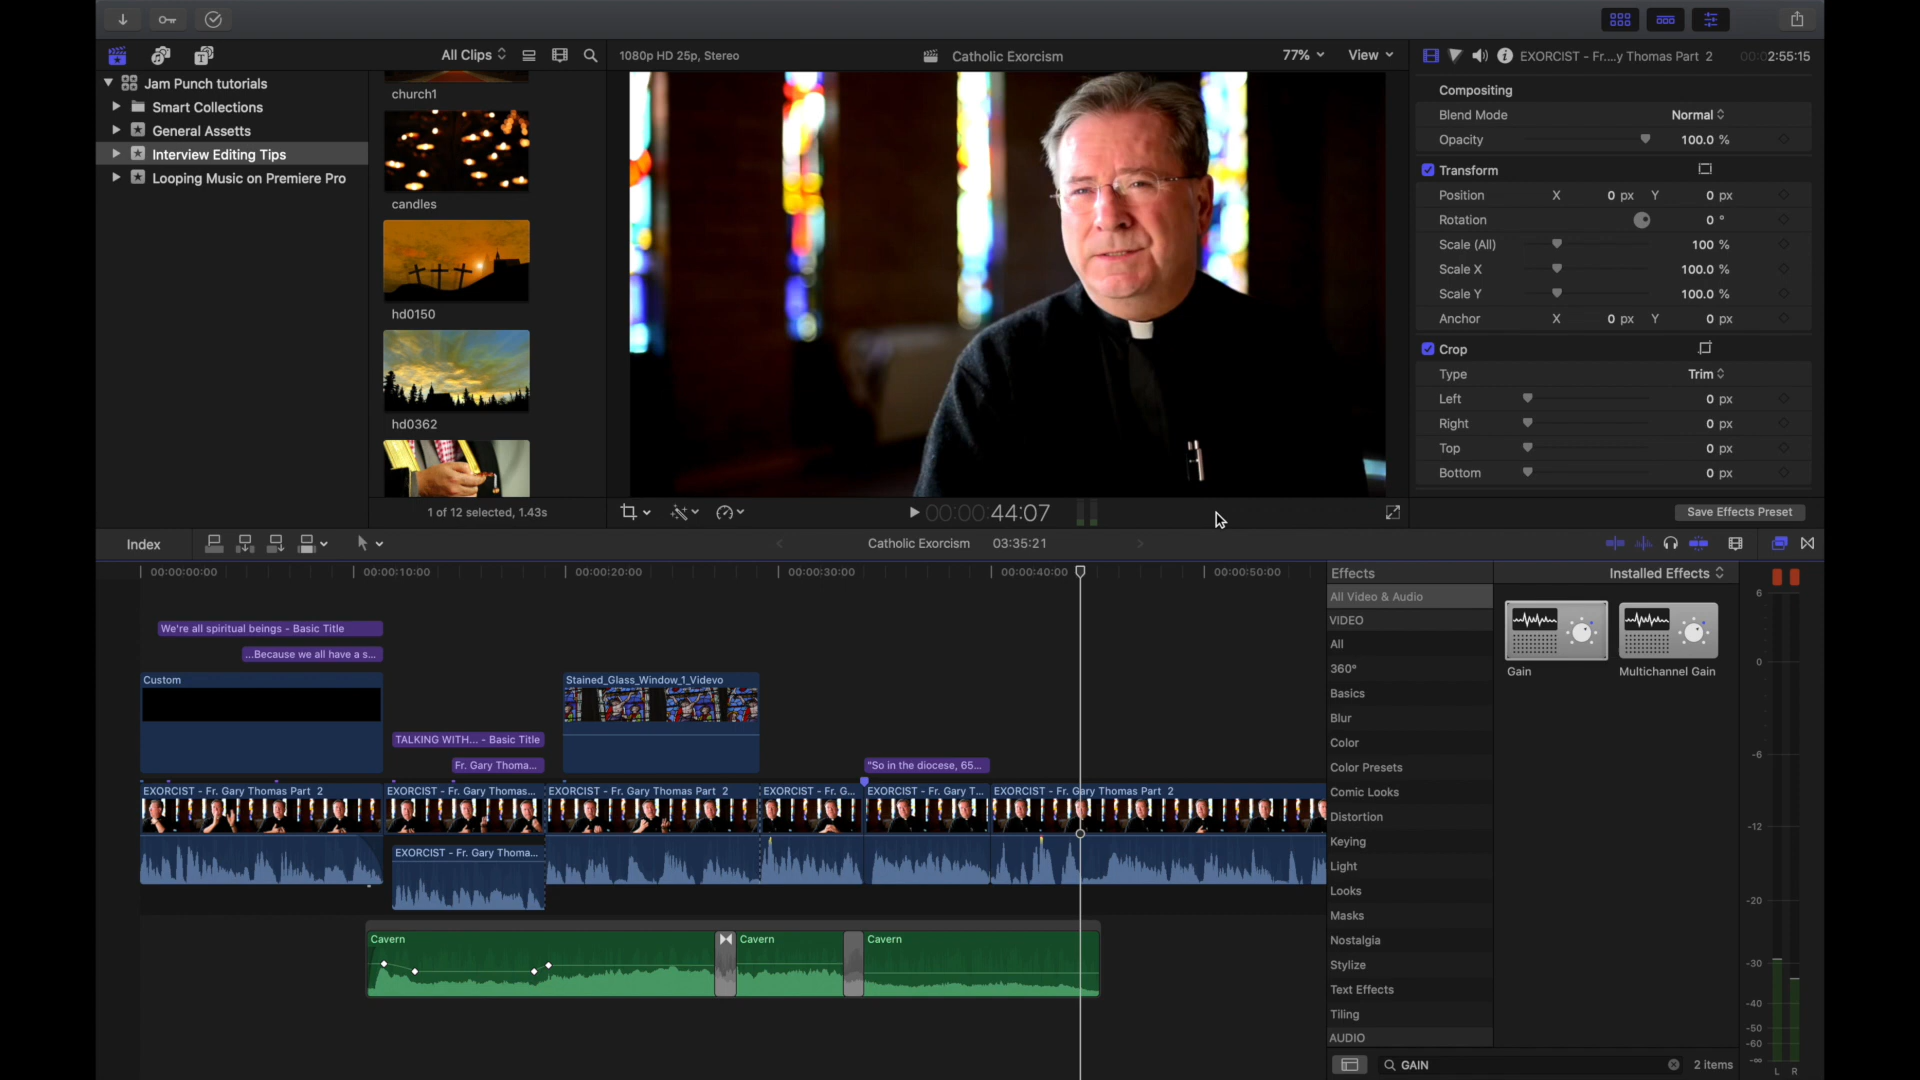 All Clips
1080p HD 25p, Stereo
Catholic Exorcism
77%
View
EXORCIST - Fr....y Thomas Part 2
00:02:55:15
Jam Punch tutorials
Smart Collections
General Assetts
Interview Editing Tips
Looping Music on Premiere Pro
church1
candles
hd0150
hd0362
1 of 12 selected, 1.43s
00:00:44:07
Compositing
Blend Mode Normal
Opacity 100.0 %
Transform
Position X 0 px Y 0 px
Rotation 0 °
Scale (All) 100 %
Scale X 100.0 %
Scale Y 100.0 %
Anchor X 0 px Y 0 px
Crop
Type Trim
Left 0 px
Right 0 px
Top 0 px
Bottom 0 px
Save Effects Preset
Index
Catholic Exorcism 03:35:21
00:00:00:00 00:00:10:00 00:00:20:00 00:00:30:00 00:00:40:00 00:00:50:00
We're all spiritual beings - Basic Title
...Because we all have a s...
Custom
Stained_Glass_Window_1_Videvo
TALKING WITH... - Basic Title
Fr. Gary Thoma...
"So in the diocese, 65...
EXORCIST - Fr. Gary Thomas Part 2
EXORCIST - Fr. Gary Thomas...
EXORCIST - Fr. Gary Thomas Part 2
EXORCIST - Fr. G...
EXORCIST - Fr. Gary T...
EXORCIST - Fr. Gary Thomas Part 2
EXORCIST - Fr. Gary Thoma...
Cavern
Cavern
Cavern
Effects
Installed Effects
All Video & Audio
VIDEO
All
360°
Basics
Blur
Color
Color Presets
Comic Looks
Distortion
Keying
Light
Looks
Masks
Nostalgia
Stylize
Text Effects
Tiling
AUDIO
Gain
Multichannel Gain
GAIN
2 items
6
0
-6
-12
-20
-30
-40
-50
-60
-∞
L R